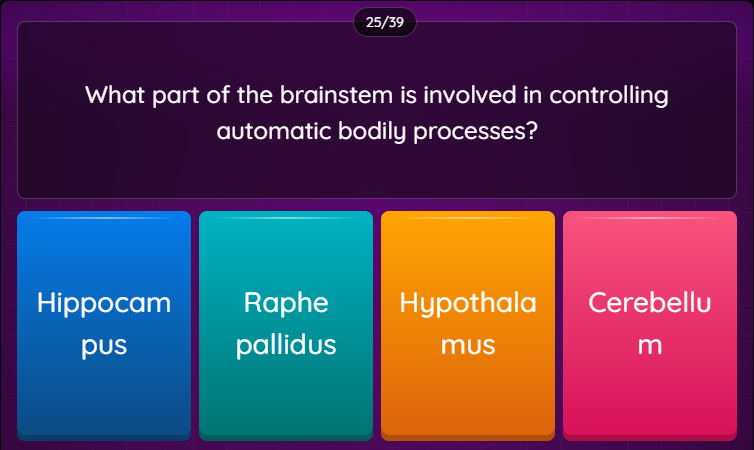 25/39
What part of the brainstem is involved in controlling
automatic bodily processes?
Hippocam
pus
Raphe
pallidus
Hypothala
mus
Cerebellu
m